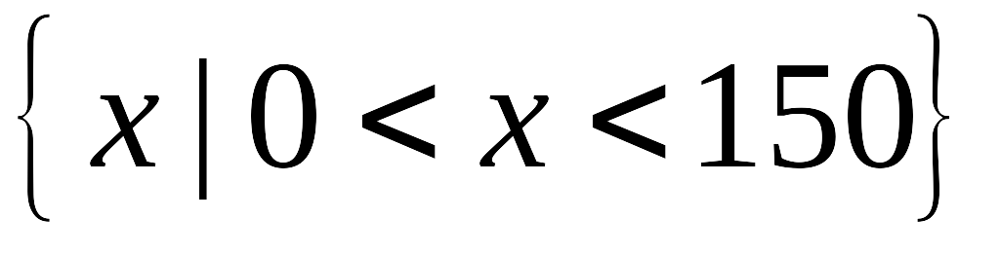 { x | 0 < x < 150 }